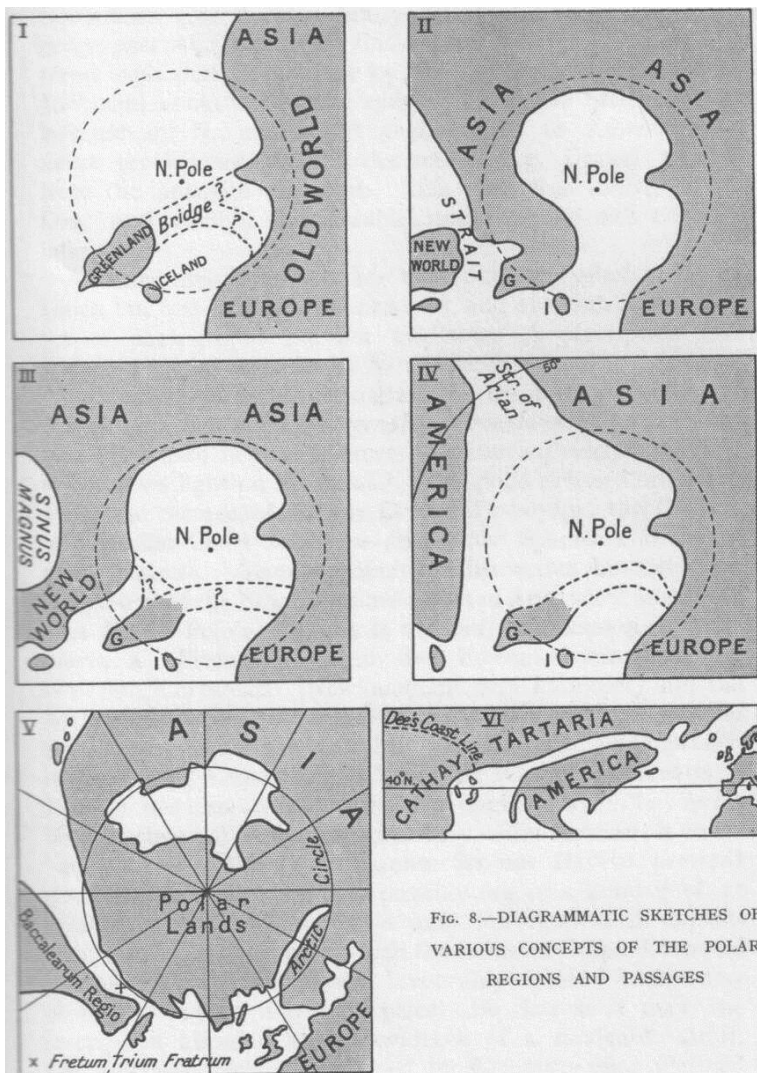 I
ASIA
OLD WORLD
N. Pole
Bridge
?
?
GREENLAND
ICELAND
EUROPE
II
ASIA
ASIA
N. Pole
STRAIT
NEW WORLD
G
I
EUROPE
III
ASIA
ASIA
SINUS MAGNUS
N. Pole
NEW WORLD
?
?
G
I
EUROPE
IV
50°
Str. of Arian
ASIA
AMERICA
N. Pole
G
I
EUROPE
V
ASIA
Circle
Polar Lands
Arctic
Baccalearum Regio
x
EUROPE
x Fretum Trium Fratrum
VI
Dee's Coast Line
TARTARIA
CATHAY
40°N.
AMERICA
FIG. 8.—DIAGRAMMATIC SKETCHES OF
VARIOUS CONCEPTS OF THE POLAR
REGIONS AND PASSAGES